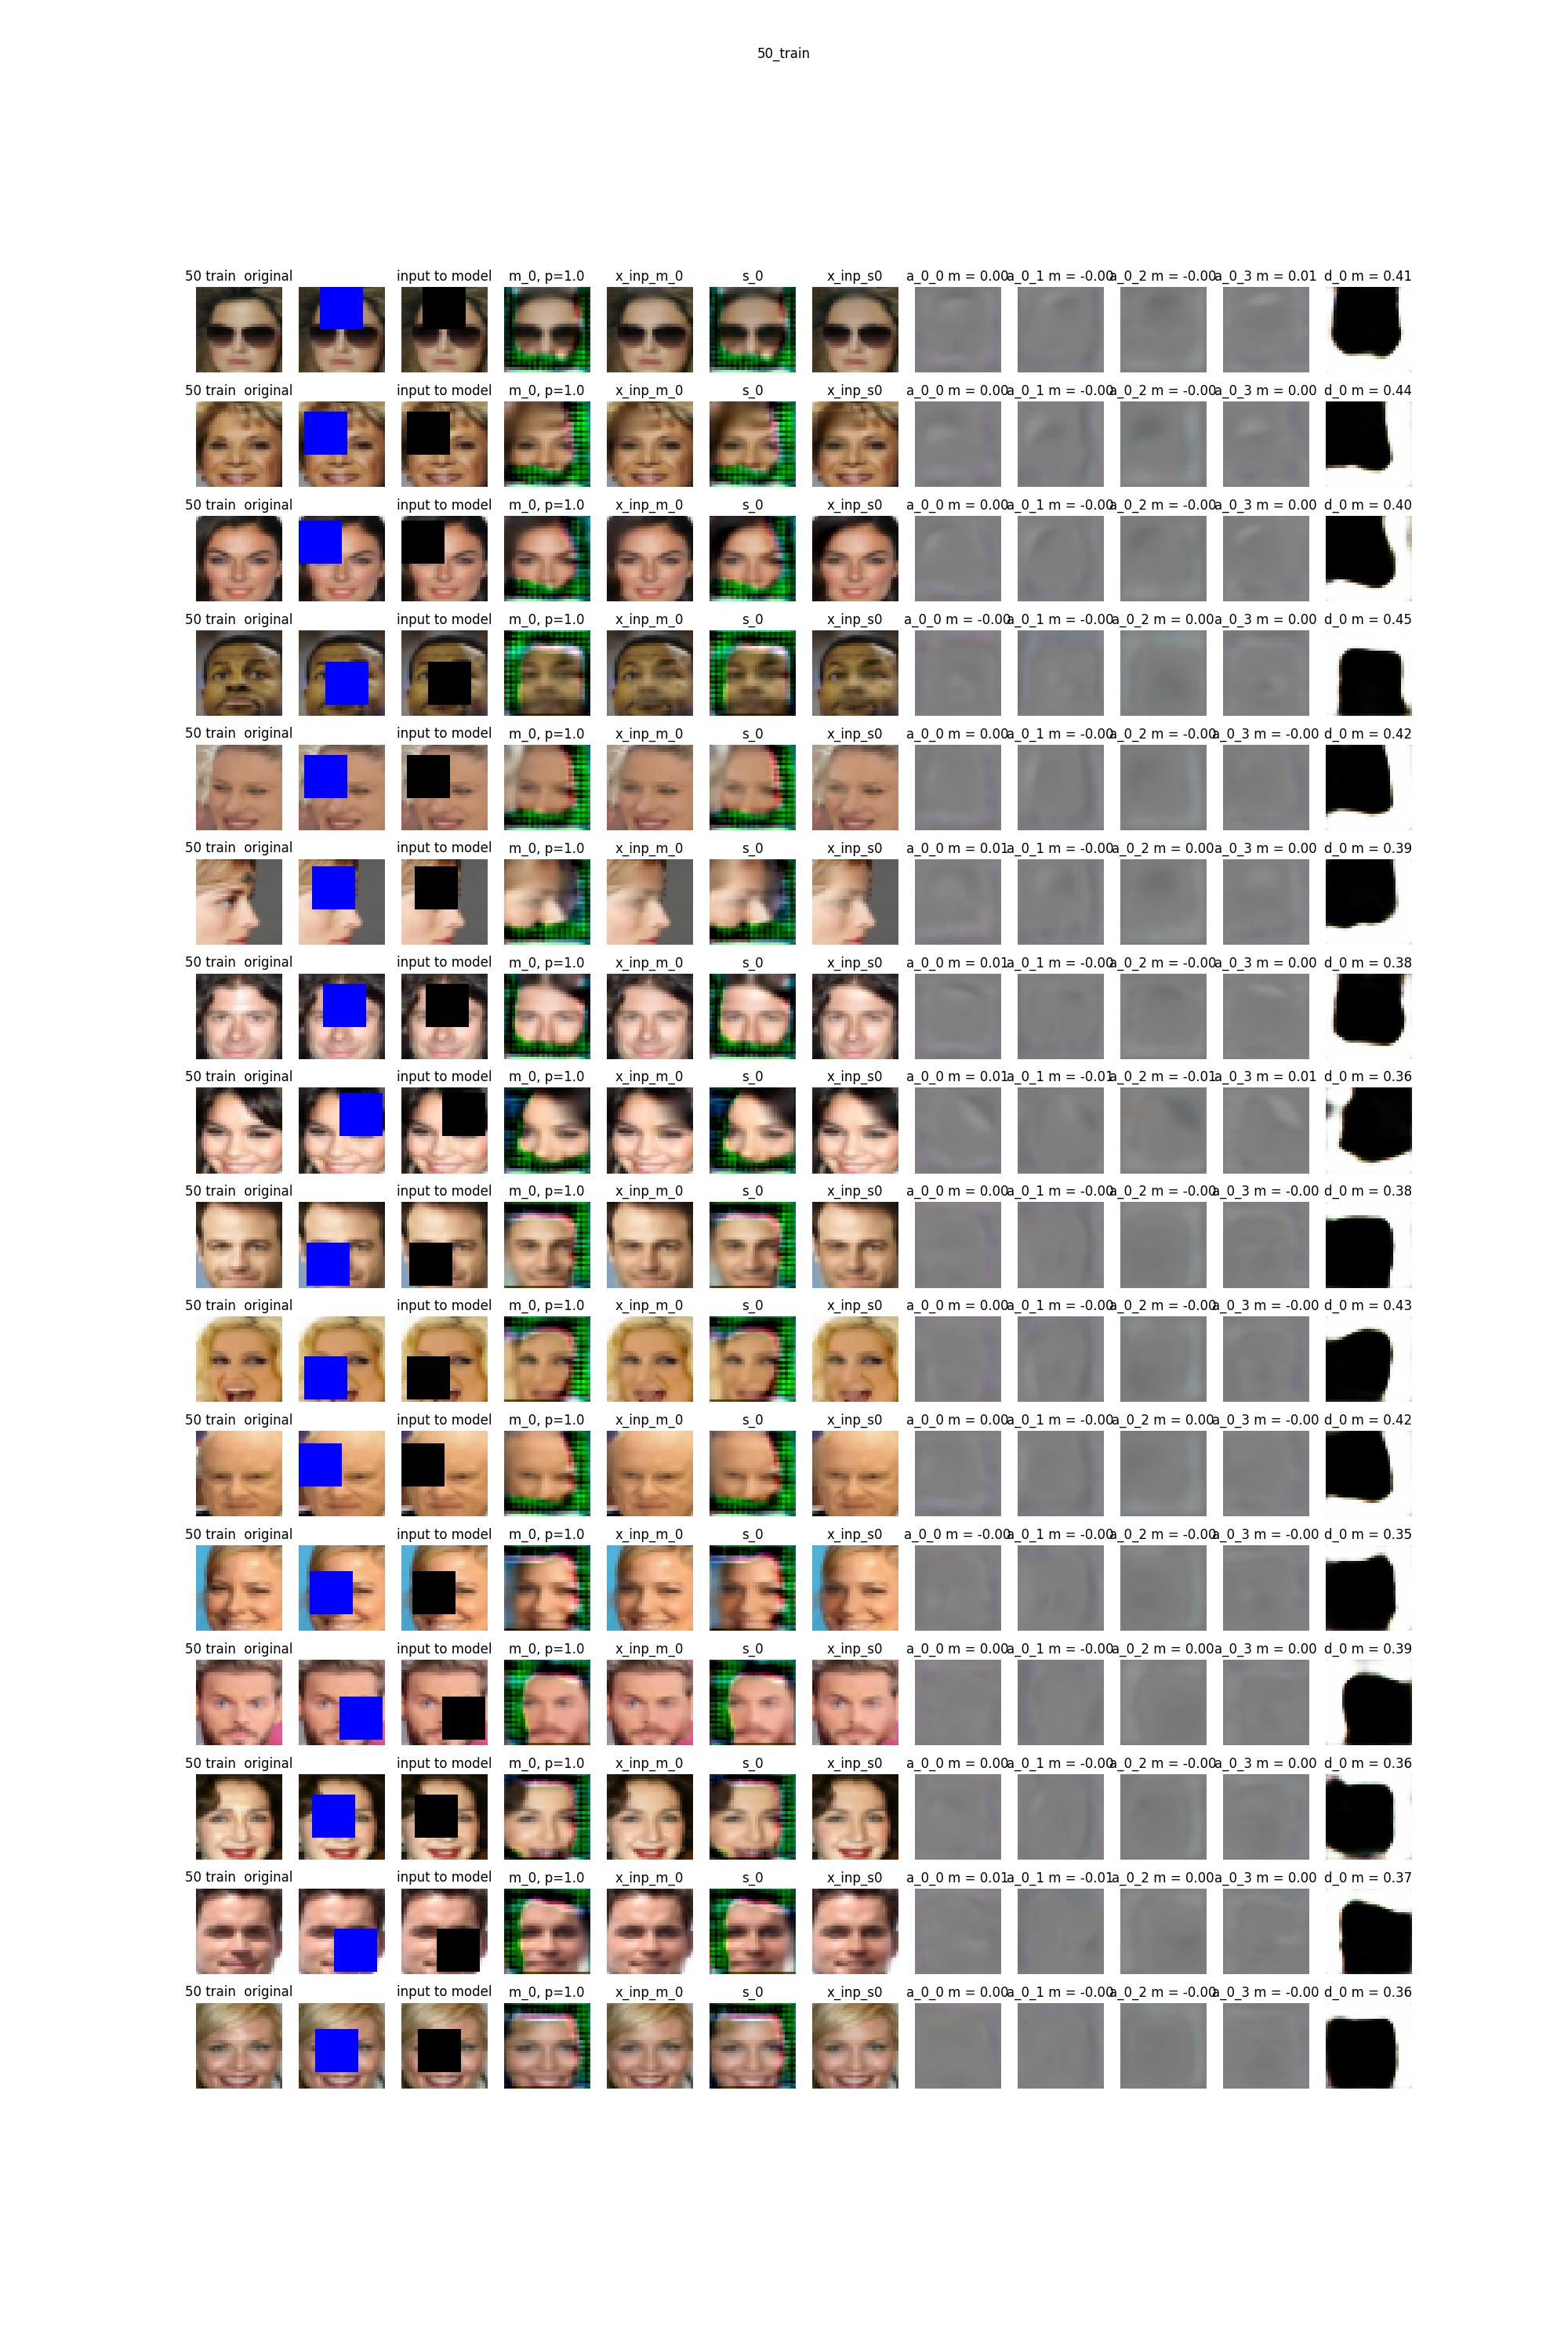 50_train
50 train  original input to model m_0, p=1.0 x_inp_m_0 s_0 x_inp_s0 a_0_0 m = 0.00 a_0_1 m = -0.00 a_0_2 m = -0.00 a_0_3 m = 0.01 d_0 m = 0.41
50 train  original input to model m_0, p=1.0 x_inp_m_0 s_0 x_inp_s0 a_0_0 m = 0.00 a_0_1 m = -0.00 a_0_2 m = -0.00 a_0_3 m = 0.00 d_0 m = 0.44
50 train  original input to model m_0, p=1.0 x_inp_m_0 s_0 x_inp_s0 a_0_0 m = 0.00 a_0_1 m = -0.00 a_0_2 m = -0.00 a_0_3 m = 0.00 d_0 m = 0.40
50 train  original input to model m_0, p=1.0 x_inp_m_0 s_0 x_inp_s0 a_0_0 m = -0.00 a_0_1 m = -0.00 a_0_2 m = 0.00 a_0_3 m = 0.00 d_0 m = 0.45
50 train  original input to model m_0, p=1.0 x_inp_m_0 s_0 x_inp_s0 a_0_0 m = 0.00 a_0_1 m = -0.00 a_0_2 m = -0.00 a_0_3 m = -0.00 d_0 m = 0.42
50 train  original input to model m_0, p=1.0 x_inp_m_0 s_0 x_inp_s0 a_0_0 m = 0.01 a_0_1 m = -0.00 a_0_2 m = 0.00 a_0_3 m = 0.00 d_0 m = 0.39
50 train  original input to model m_0, p=1.0 x_inp_m_0 s_0 x_inp_s0 a_0_0 m = 0.01 a_0_1 m = -0.00 a_0_2 m = -0.00 a_0_3 m = 0.00 d_0 m = 0.38
50 train  original input to model m_0, p=1.0 x_inp_m_0 s_0 x_inp_s0 a_0_0 m = 0.01 a_0_1 m = -0.01 a_0_2 m = -0.01 a_0_3 m = 0.01 d_0 m = 0.36
50 train  original input to model m_0, p=1.0 x_inp_m_0 s_0 x_inp_s0 a_0_0 m = 0.00 a_0_1 m = -0.00 a_0_2 m = -0.00 a_0_3 m = -0.00 d_0 m = 0.38
50 train  original input to model m_0, p=1.0 x_inp_m_0 s_0 x_inp_s0 a_0_0 m = 0.00 a_0_1 m = -0.00 a_0_2 m = -0.00 a_0_3 m = -0.00 d_0 m = 0.43
50 train  original input to model m_0, p=1.0 x_inp_m_0 s_0 x_inp_s0 a_0_0 m = 0.00 a_0_1 m = -0.00 a_0_2 m = 0.00 a_0_3 m = -0.00 d_0 m = 0.42
50 train  original input to model m_0, p=1.0 x_inp_m_0 s_0 x_inp_s0 a_0_0 m = -0.00 a_0_1 m = -0.00 a_0_2 m = -0.00 a_0_3 m = -0.00 d_0 m = 0.35
50 train  original input to model m_0, p=1.0 x_inp_m_0 s_0 x_inp_s0 a_0_0 m = 0.00 a_0_1 m = -0.00 a_0_2 m = 0.00 a_0_3 m = 0.00 d_0 m = 0.39
50 train  original input to model m_0, p=1.0 x_inp_m_0 s_0 x_inp_s0 a_0_0 m = 0.00 a_0_1 m = -0.00 a_0_2 m = -0.00 a_0_3 m = 0.00 d_0 m = 0.36
50 train  original input to model m_0, p=1.0 x_inp_m_0 s_0 x_inp_s0 a_0_0 m = 0.01 a_0_1 m = -0.01 a_0_2 m = 0.00 a_0_3 m = 0.00 d_0 m = 0.37
50 train  original input to model m_0, p=1.0 x_inp_m_0 s_0 x_inp_s0 a_0_0 m = 0.00 a_0_1 m = -0.00 a_0_2 m = -0.00 a_0_3 m = -0.00 d_0 m = 0.36